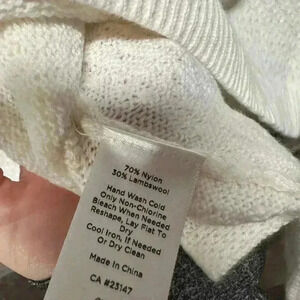 70% Nylon
30% Lambswool
Hand Wash Cold
Only Non-Chlorine
Bleach When Needed
Reshape, Lay Flat To
Dry
Cool Iron, If Needed
Or Dry Clean
Made In China
CA #23147